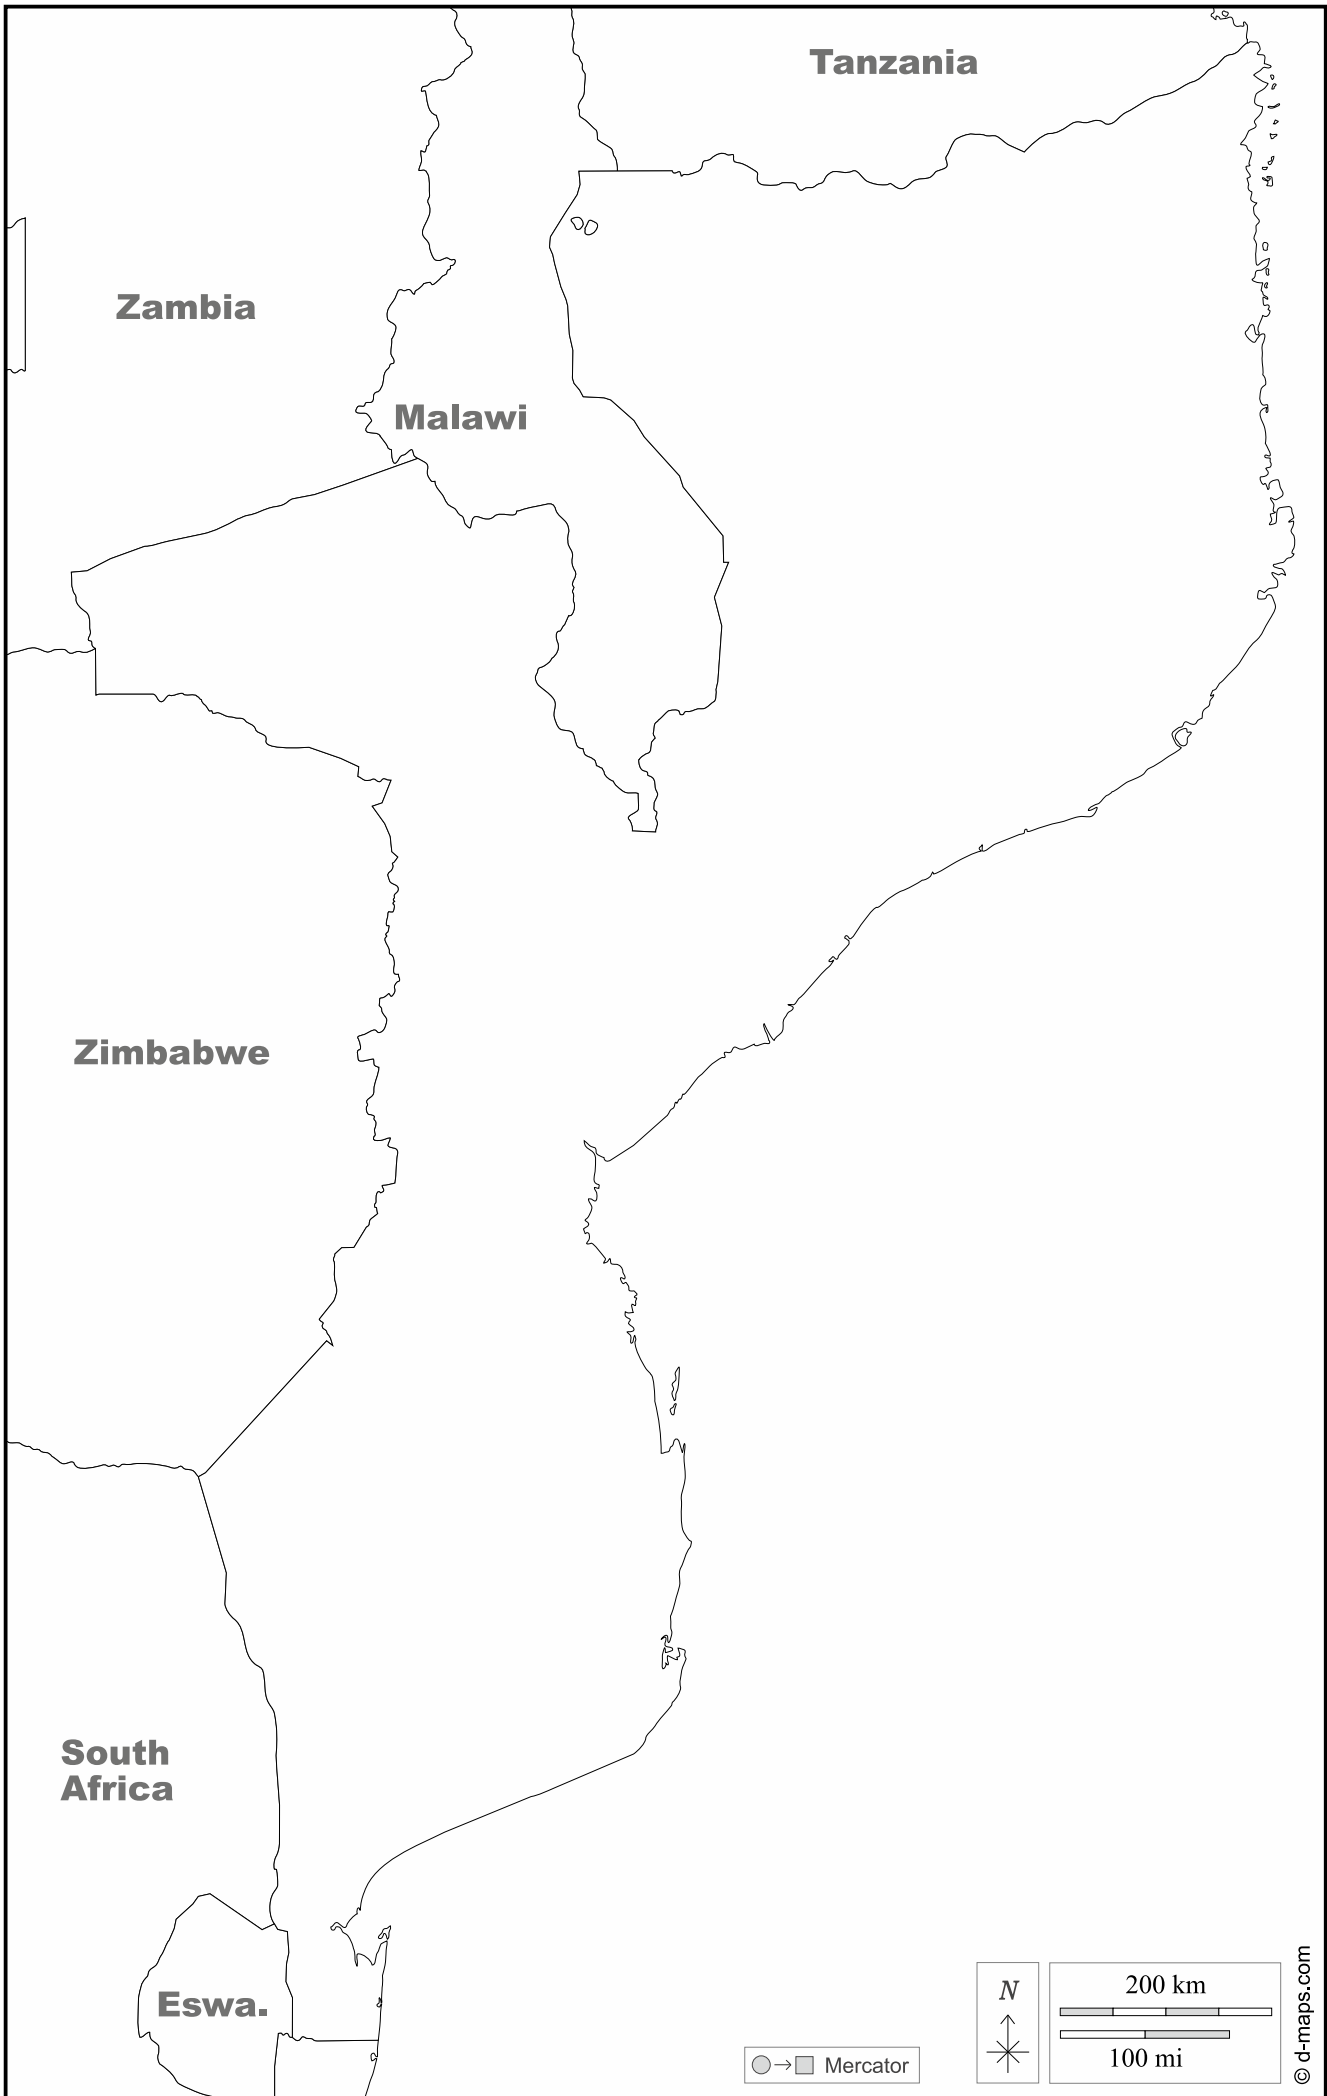 Tanzania
Zambia
Malawi
Zimbabwe
South
Africa
Eswa.
N
200 km
100 mi
Mercator
© d-maps.com